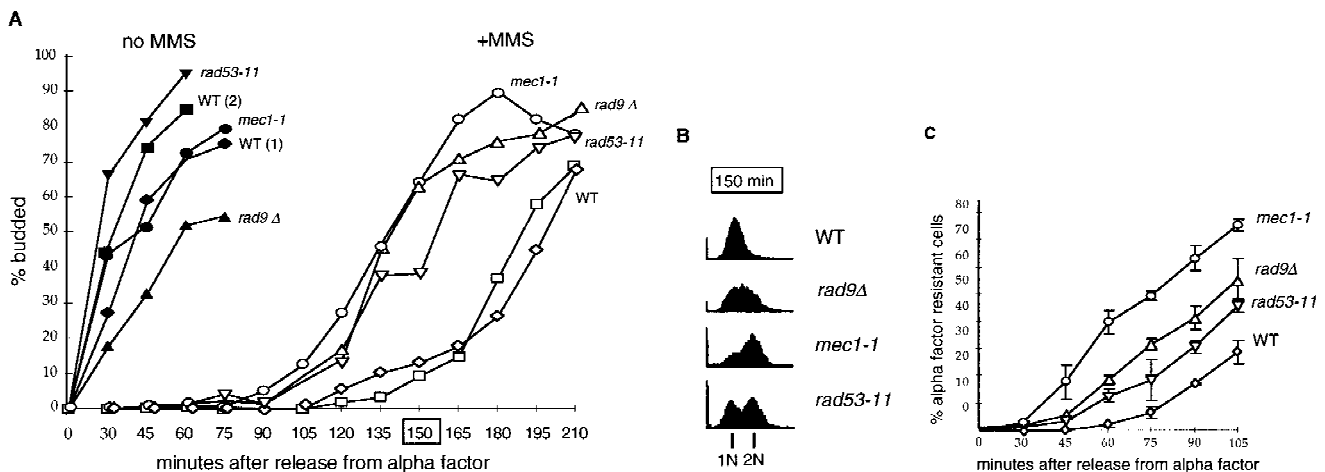 A
no MMS
+MMS
100
90
80
70
60
50
40
30
20
10
0
% budded
rad53-11
WT (2)
mec1-1
WT (1)
rad9 Δ
mec1-1
rad9 Δ
rad53-11
WT
0 30 45 60 75 90 105 120 135 150 165 180 195 210
minutes after release from alpha factor
B
150 min
WT
rad9Δ
mec1-1
rad53-11
1N 2N
C
80
70
60
50
40
30
20
10
0
% alpha factor resistant cells
mec1-1
rad9Δ
rad53-11
WT
0 30 45 60 75 90 105
minutes after release from alpha factor